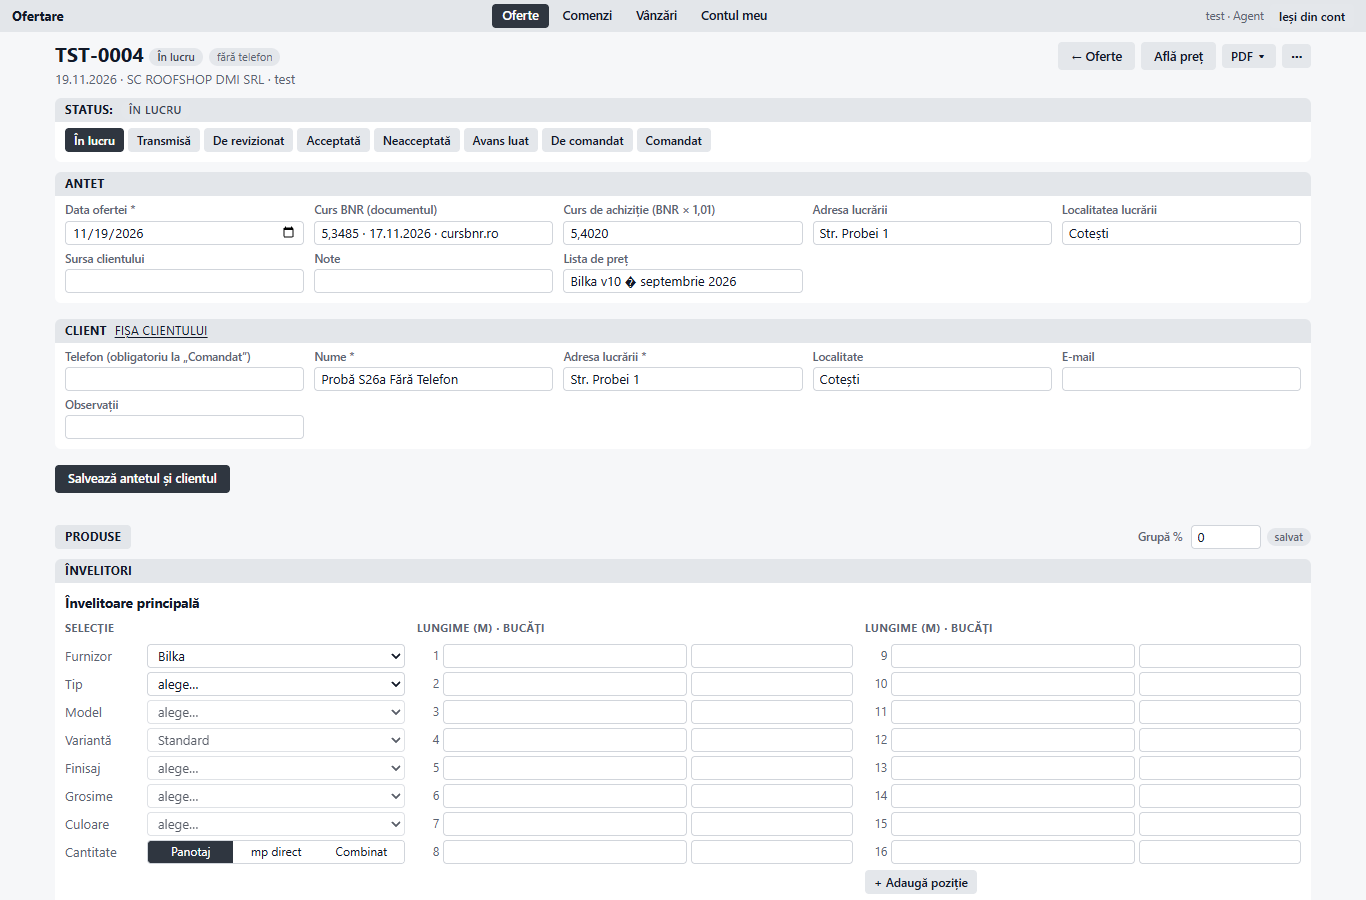 Ofertare
Oferte
Comenzi
Vânzări
Contul meu
test · Agent
Ieși din cont
TST-0004
În lucru
fără telefon
← Oferte
Află preț
PDF
···
19.11.2026 · SC ROOFSHOP DMI SRL · test
STATUS: ÎN LUCRU
În lucru
Transmisă
De revizionat
Acceptată
Neacceptată
Avans luat
De comandat
Comandat
ANTET
Data ofertei *
Curs BNR (documentul)
Curs de achiziție (BNR × 1,01)
Adresa lucrării
Localitatea lucrării
11/19/2026
5,3485 · 17.11.2026 · cursbnr.ro
5,4020
Str. Probei 1
Cotești
Sursa clientului
Note
Lista de preț
Bilka v10 � septembrie 2026
CLIENT FIȘA CLIENTULUI
Telefon (obligatoriu la „Comandat”)
Nume *
Adresa lucrării *
Localitate
E-mail
Probă S26a Fără Telefon
Str. Probei 1
Cotești
Observații
Salvează antetul și clientul
PRODUSE
Grupă %
0
salvat
ÎNVELITORI
Învelitoare principală
SELECȚIE
LUNGIME (M) · BUCĂȚI
LUNGIME (M) · BUCĂȚI
Furnizor
Bilka
1
9
Tip
alege...
2
10
Model
alege...
3
11
Variantă
Standard
4
12
Finisaj
alege...
5
13
Grosime
alege...
6
14
Culoare
alege...
7
15
Cantitate
Panotaj
mp direct
Combinat
8
16
+ Adaugă poziție